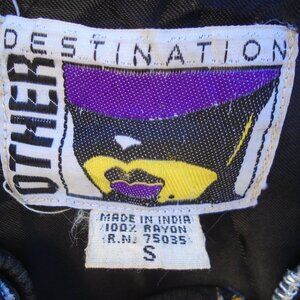 DESTINATION
OTHER
MADE IN INDIA
100% RAYON
R.N. 75035
S